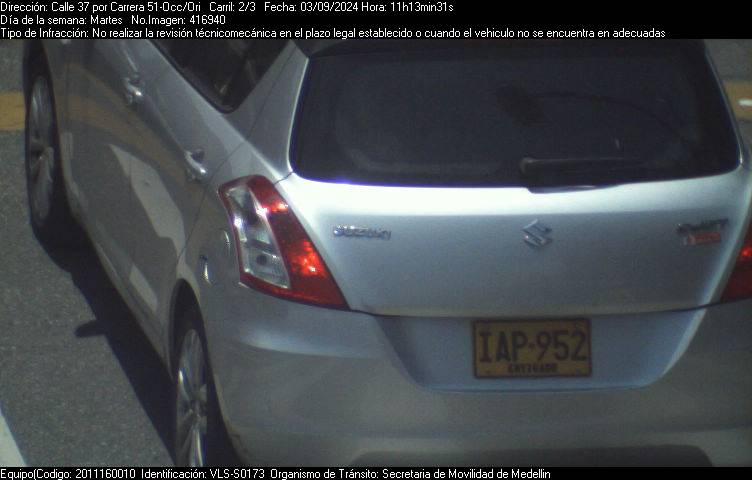 Dirección: Calle 37 por Carrera 51-Occ/Ori Carril: 2/3 Fecha: 03/09/2024 Hora: 11h13min31s
Día de la semana: Martes No.Imagen: 416940
Tipo de Infracción: No realizar la revisión técnicomecánica en el plazo legal establecido o cuando el vehiculo no se encuentra en adecuadas
SUZUKI
SWIFT
IAP·952
ENVIGADO
Equipo(Codigo: 2011160010 Identificación: VLS-S0173 Organismo de Tránsito: Secretaria de Movilidad de Medellin